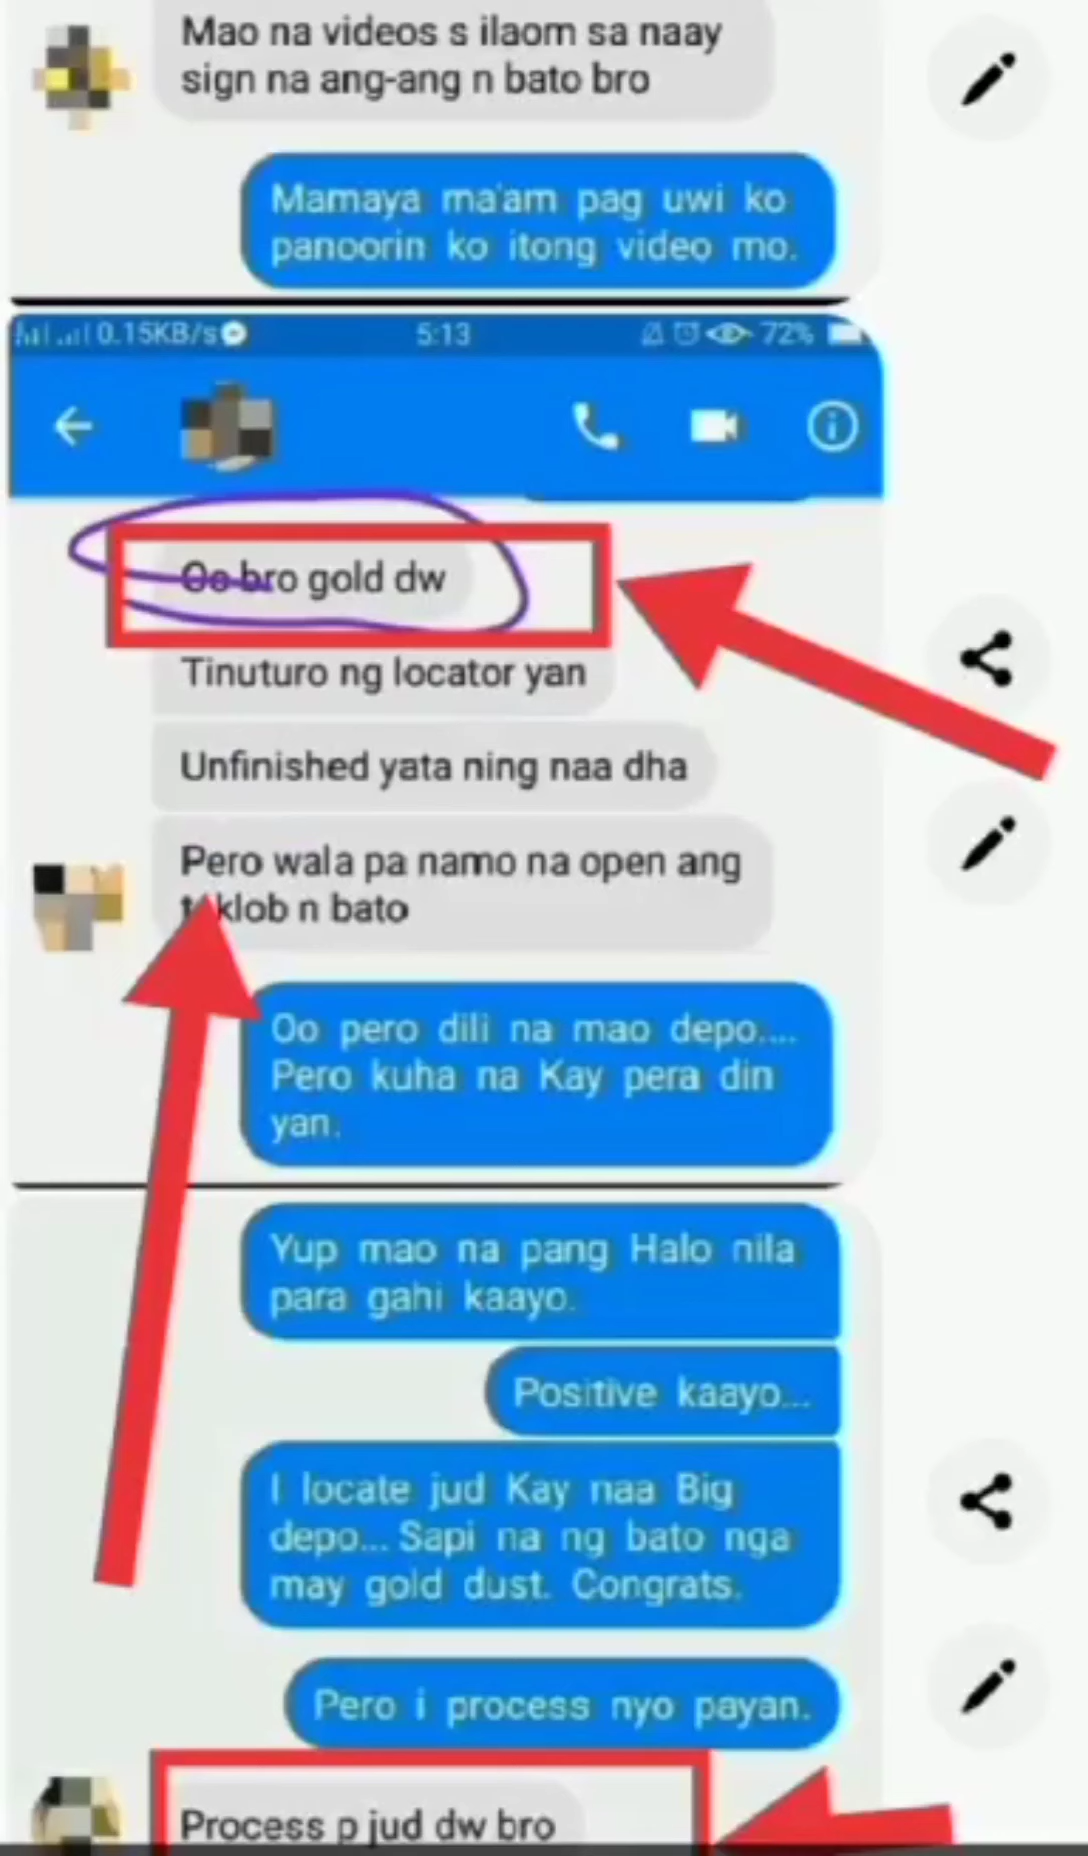 Mao na videos s ilaom sa naay
sign na ang-ang n bato bro
Mamaya ma'am pag uwi ko
panoorin ko itong video mo.
0.15KB/s
5:13
72%
Oo bro gold dw
Tinuturo ng locator yan
Unfinished yata ning naa dha
Pero wala pa namo na open ang
n bato
Oo pero dili na mao depo....
Pero kuha na Kay pera din
yan.
Yup mao na pang Halo nila
para gahi kaayo.
Positive kaayo...
I locate jud Kay naa Big
depo... Sapi na ng bato nga
may gold dust. Congrats.
Pero i process nyo payan.
Process p jud dw bro